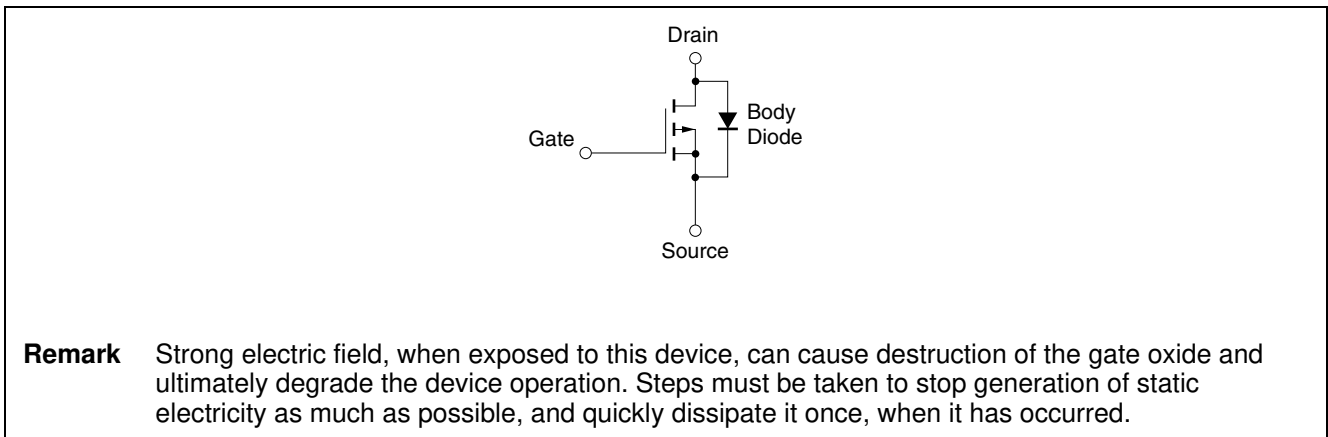 Drain
Body
Diode
Gate
Source
Remark Strong electric field, when exposed to this device, can cause destruction of the gate oxide and
ultimately degrade the device operation. Steps must be taken to stop generation of static
electricity as much as possible, and quickly dissipate it once, when it has occurred.